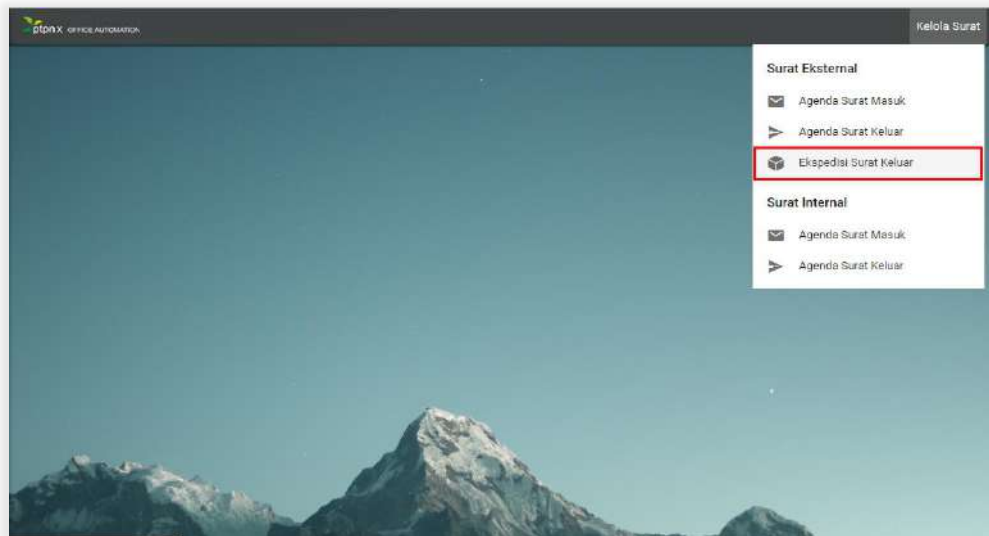 ptpn X OFFICE AUTOMATION
Kelola Surat
Surat Eksternal
Agenda Surat Masuk
Agenda Surat Keluar
Ekspedisi Surat Keluar
Surat Internal
Agenda Surat Masuk
Agenda Surat Keluar